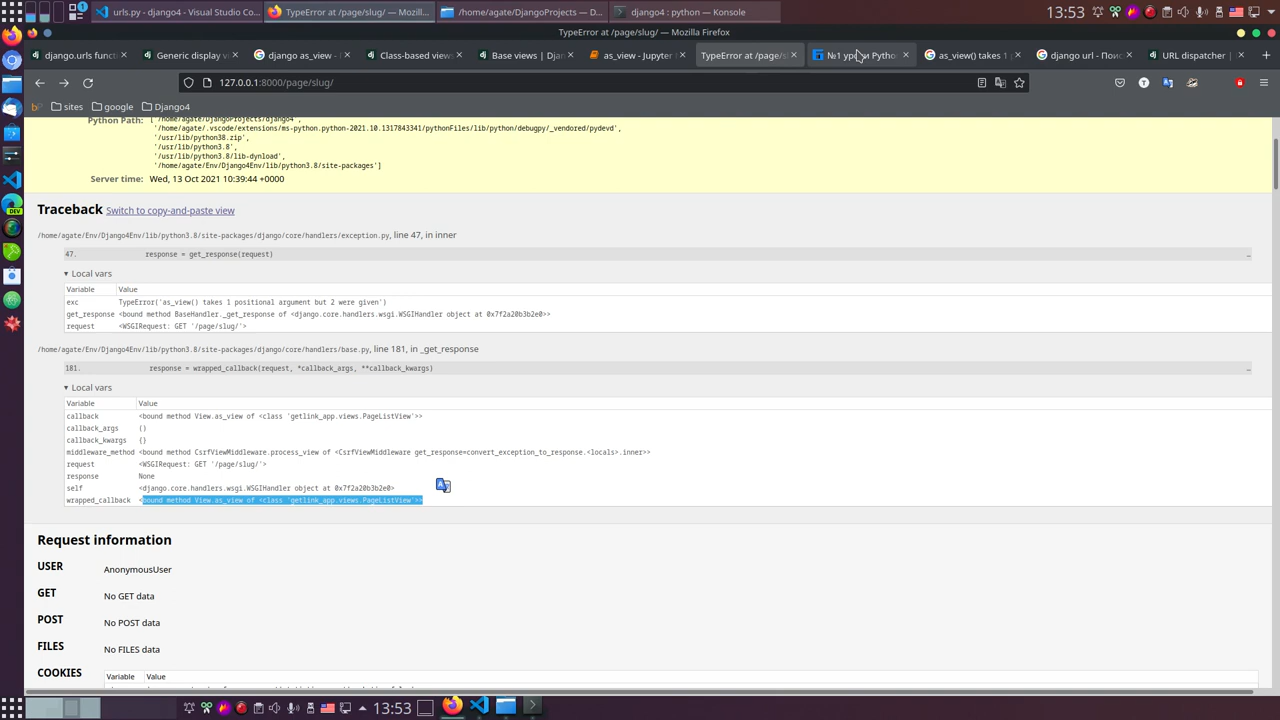 urls.py - django4 - Visual Studio Co...
TypeError at /page/slug/ — Mozill...
/home/agate/DjangoProjects — D...
django4 : python — Konsole
13:53
TypeError at /page/slug/ — Mozilla Firefox
django.urls funct
Generic display v
django as_view -
Class-based view
Base views | Djan
as_view - Jupyter
TypeError at /page/s
№1 уроки Pytho
as_view() takes 1
django url - Поис
URL dispatcher |
127.0.0.1:8000/page/slug/
sites
google
Django4
Python Path:
['/home/agate/DjangoProjects/django4',
'/home/agate/.vscode/extensions/ms-python.python-2021.10.1317843341/pythonFiles/lib/python/debugpy/_vendored/pydevd',
'/usr/lib/python38.zip',
'/usr/lib/python3.8',
'/usr/lib/python3.8/lib-dynload',
'/home/agate/Env/Django4Env/lib/python3.8/site-packages']
Server time: Wed, 13 Oct 2021 10:39:44 +0000
Traceback Switch to copy-and-paste view
/home/agate/Env/Django4Env/lib/python3.8/site-packages/django/core/handlers/exception.py, line 47, in inner
47. response = get_response(request) …
▼ Local vars
Variable Value
exc TypeError('as_view() takes 1 positional argument but 2 were given')
get_response <bound method BaseHandler._get_response of <django.core.handlers.wsgi.WSGIHandler object at 0x7f2a20b3b2e0>>
request <WSGIRequest: GET '/page/slug/'>
/home/agate/Env/Django4Env/lib/python3.8/site-packages/django/core/handlers/base.py, line 181, in _get_response
181. response = wrapped_callback(request, *callback_args, **callback_kwargs) …
▼ Local vars
Variable Value
callback <bound method View.as_view of <class 'getlink_app.views.PageListView'>>
callback_args ()
callback_kwargs {}
middleware_method <bound method CsrfViewMiddleware.process_view of <CsrfViewMiddleware get_response=convert_exception_to_response.<locals>.inner>>
request <WSGIRequest: GET '/page/slug/'>
response None
self <django.core.handlers.wsgi.WSGIHandler object at 0x7f2a20b3b2e0>
wrapped_callback <bound method View.as_view of <class 'getlink_app.views.PageListView'>>
Request information
USER AnonymousUser
GET No GET data
POST No POST data
FILES No FILES data
COOKIES
Variable Value
DEV
13:53